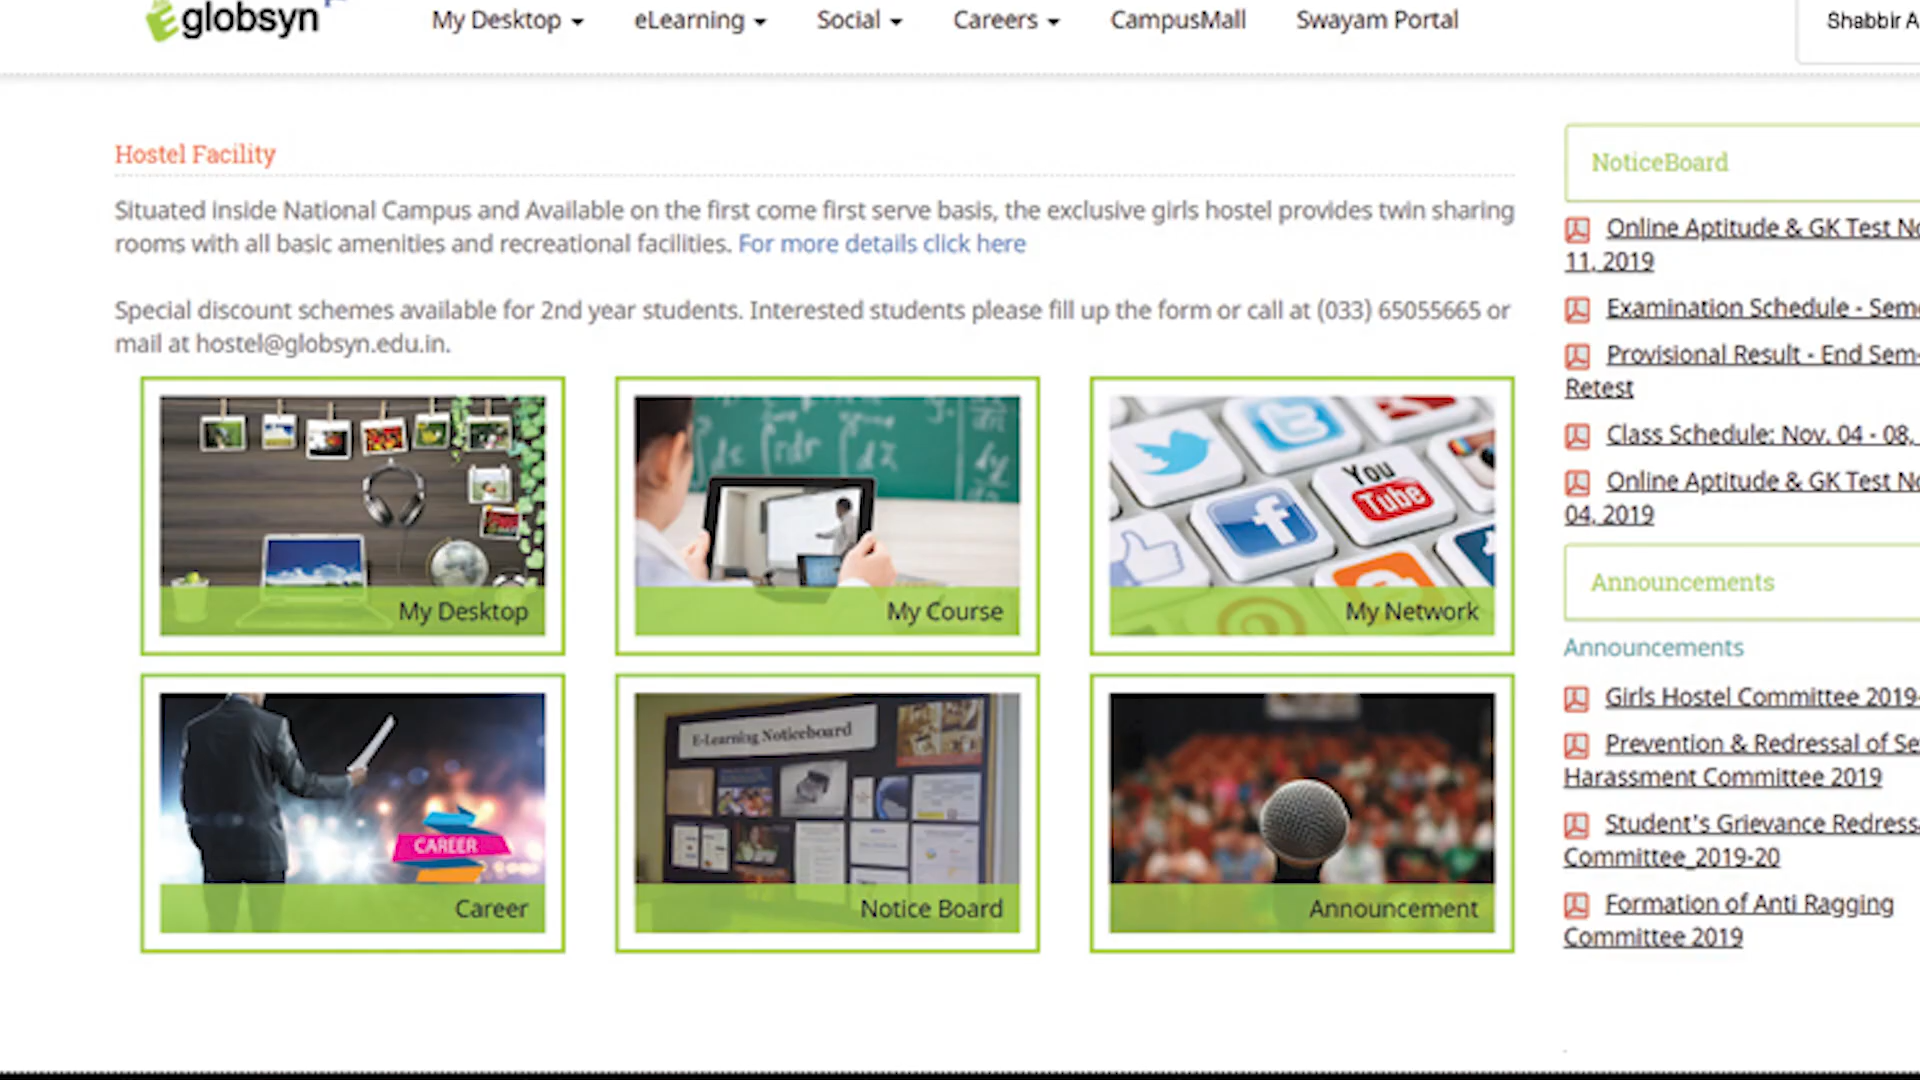 globsyn
My Desktop eLearning Social Careers CampusMall Swayam Portal
Shabbir A
Hostel Facility
Situated inside National Campus and Available on the first come first serve basis, the exclusive girls hostel provides twin sharing
rooms with all basic amenities and recreational facilities. For more details click here
Special discount schemes available for 2nd year students. Interested students please fill up the form or call at (033) 65055665 or
mail at hostel@globsyn.edu.in.
My Desktop
My Course
You
Tube
My Network
CAREER
Career
E-Learning Noticeboard
Notice Board
Announcement
NoticeBoard
Online Aptitude & GK Test No
11, 2019
Examination Schedule - Seme
Provisional Result - End Sem-
Retest
Class Schedule: Nov. 04 - 08,
Online Aptitude & GK Test No
04, 2019
Announcements
Announcements
Girls Hostel Committee 2019-
Prevention & Redressal of Se
Harassment Committee 2019
Student's Grievance Redress
Committee_2019-20
Formation of Anti Ragging
Committee 2019